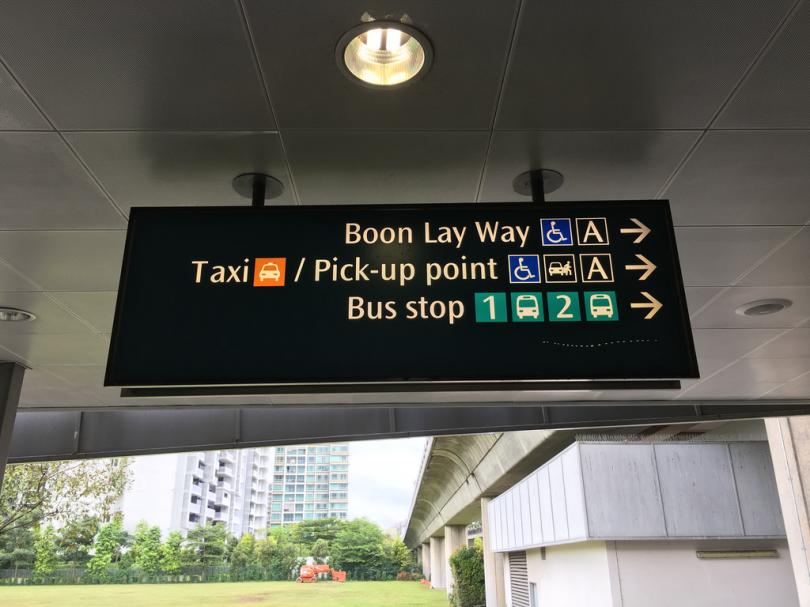 Boon Lay Way A
Taxi / Pick-up point A
Bus stop 1 2